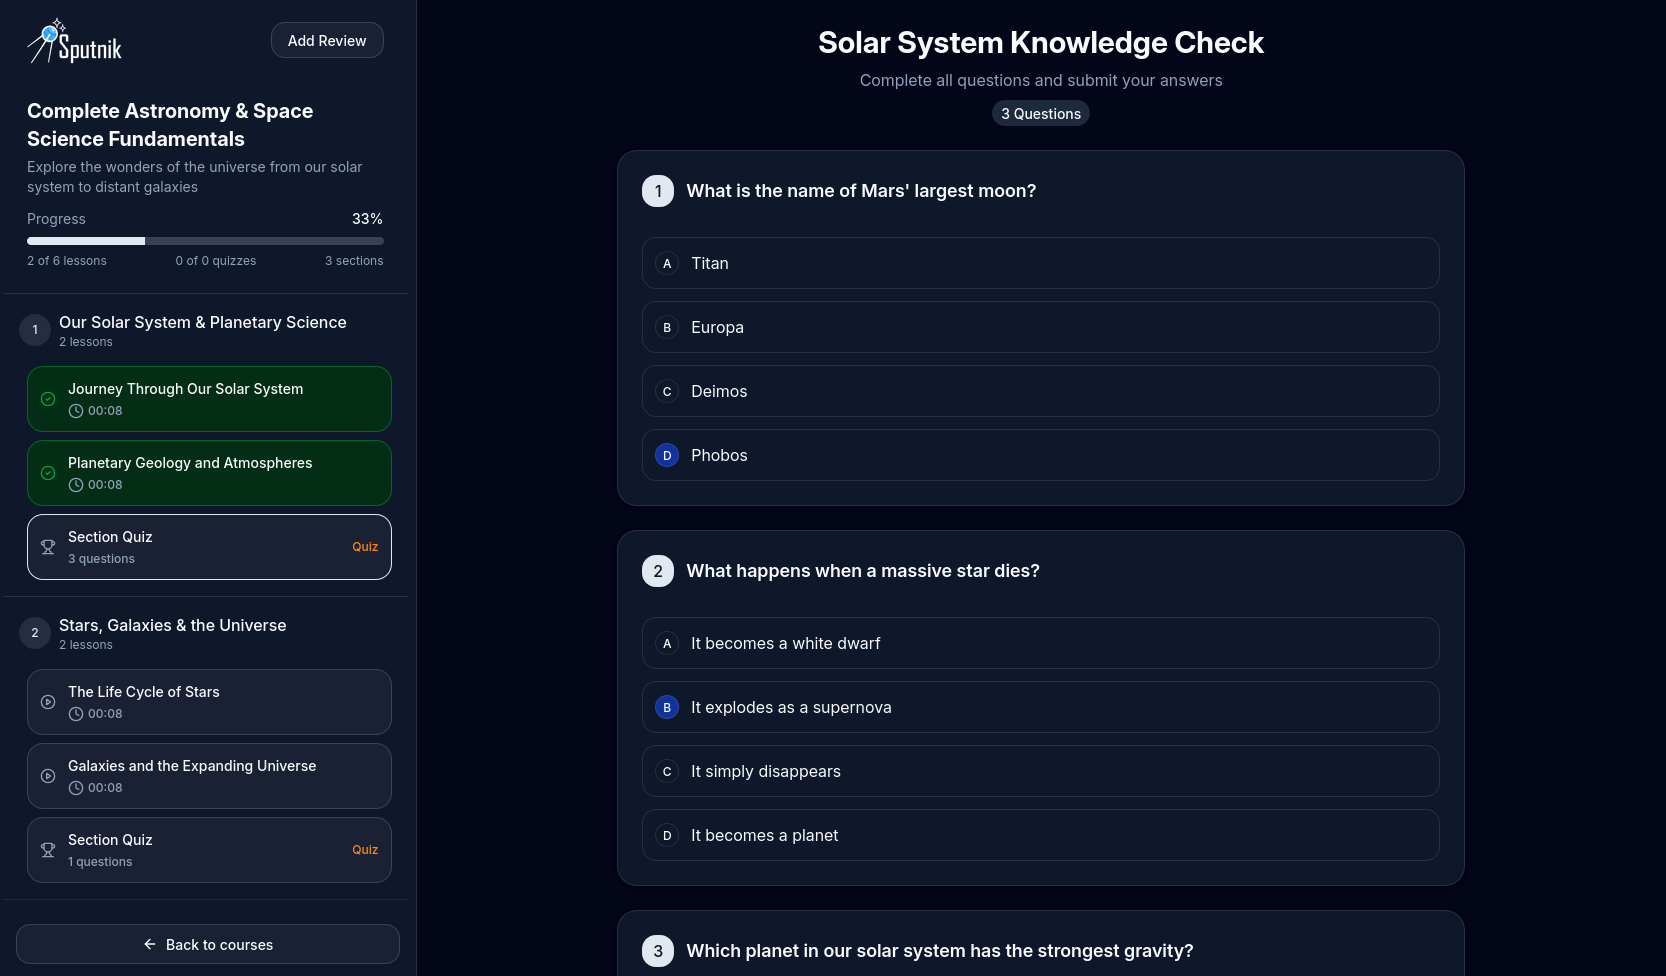 Sputnik
Add Review
Complete Astronomy & Space
Science Fundamentals
Explore the wonders of the universe from our solar
system to distant galaxies
Progress
33%
2 of 6 lessons
0 of 0 quizzes
3 sections
1
Our Solar System & Planetary Science
2 lessons
Journey Through Our Solar System
00:08
Planetary Geology and Atmospheres
00:08
Section Quiz
3 questions
Quiz
2
Stars, Galaxies & the Universe
2 lessons
The Life Cycle of Stars
00:08
Galaxies and the Expanding Universe
00:08
Section Quiz
1 questions
Quiz
Back to courses
Solar System Knowledge Check
Complete all questions and submit your answers
3 Questions
1 What is the name of Mars' largest moon?
A Titan
B Europa
C Deimos
D Phobos
2 What happens when a massive star dies?
A It becomes a white dwarf
B It explodes as a supernova
C It simply disappears
D It becomes a planet
3 Which planet in our solar system has the strongest gravity?